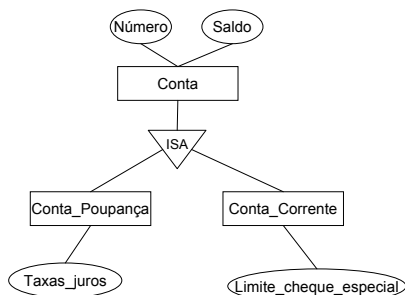 Número
Saldo
Conta
ISA
Conta_Poupança
Conta_Corrente
Taxas_juros
Limite_cheque_especial